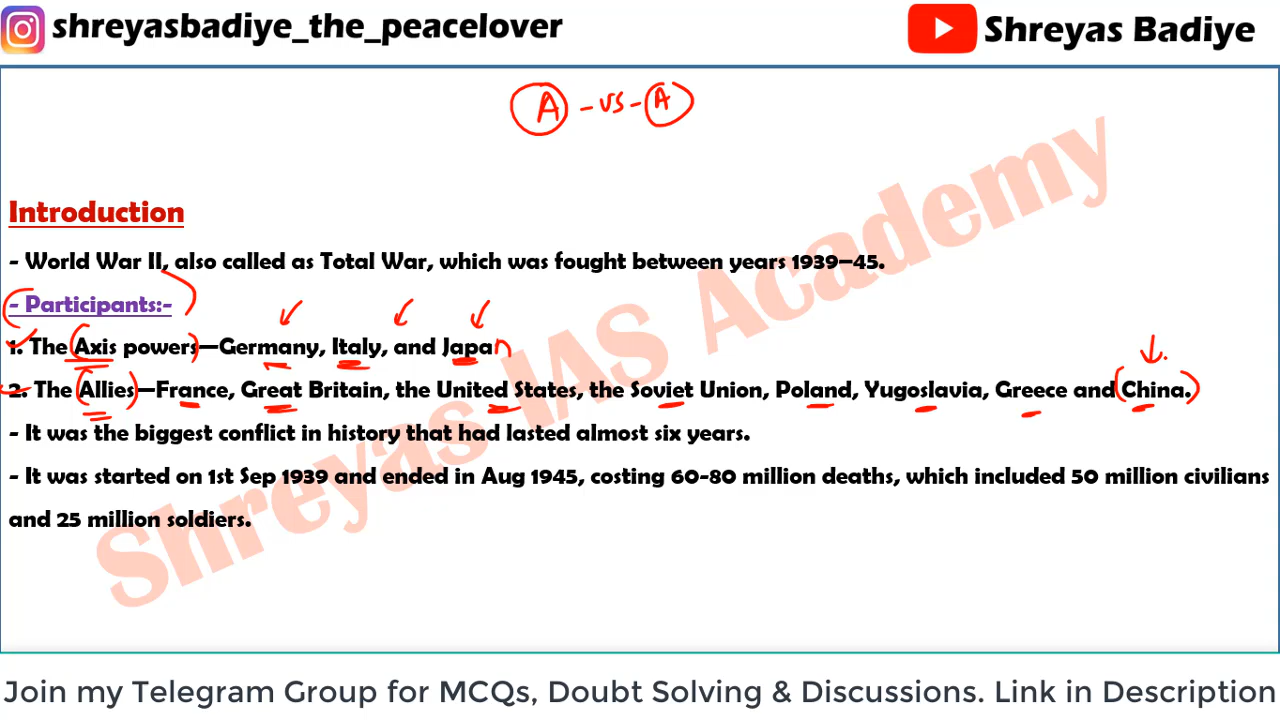 shreyasbadiye_the_peacelover
Shreyas Badiye
A - vs - A
Introduction
- World War II, also called as Total War, which was fought between years 1939–45.
- Participants:-
1. The Axis powers—Germany, Italy, and Japan
2. The Allies—France, Great Britain, the United States, the Soviet Union, Poland, Yugoslavia, Greece and China.
- It was the biggest conflict in history that had lasted almost six years.
- It was started on 1st Sep 1939 and ended in Aug 1945, costing 60-80 million deaths, which included 50 million civilians
and 25 million soldiers.
Shreyas IAS Academy
Join my Telegram Group for MCQs, Doubt Solving & Discussions. Link in Description